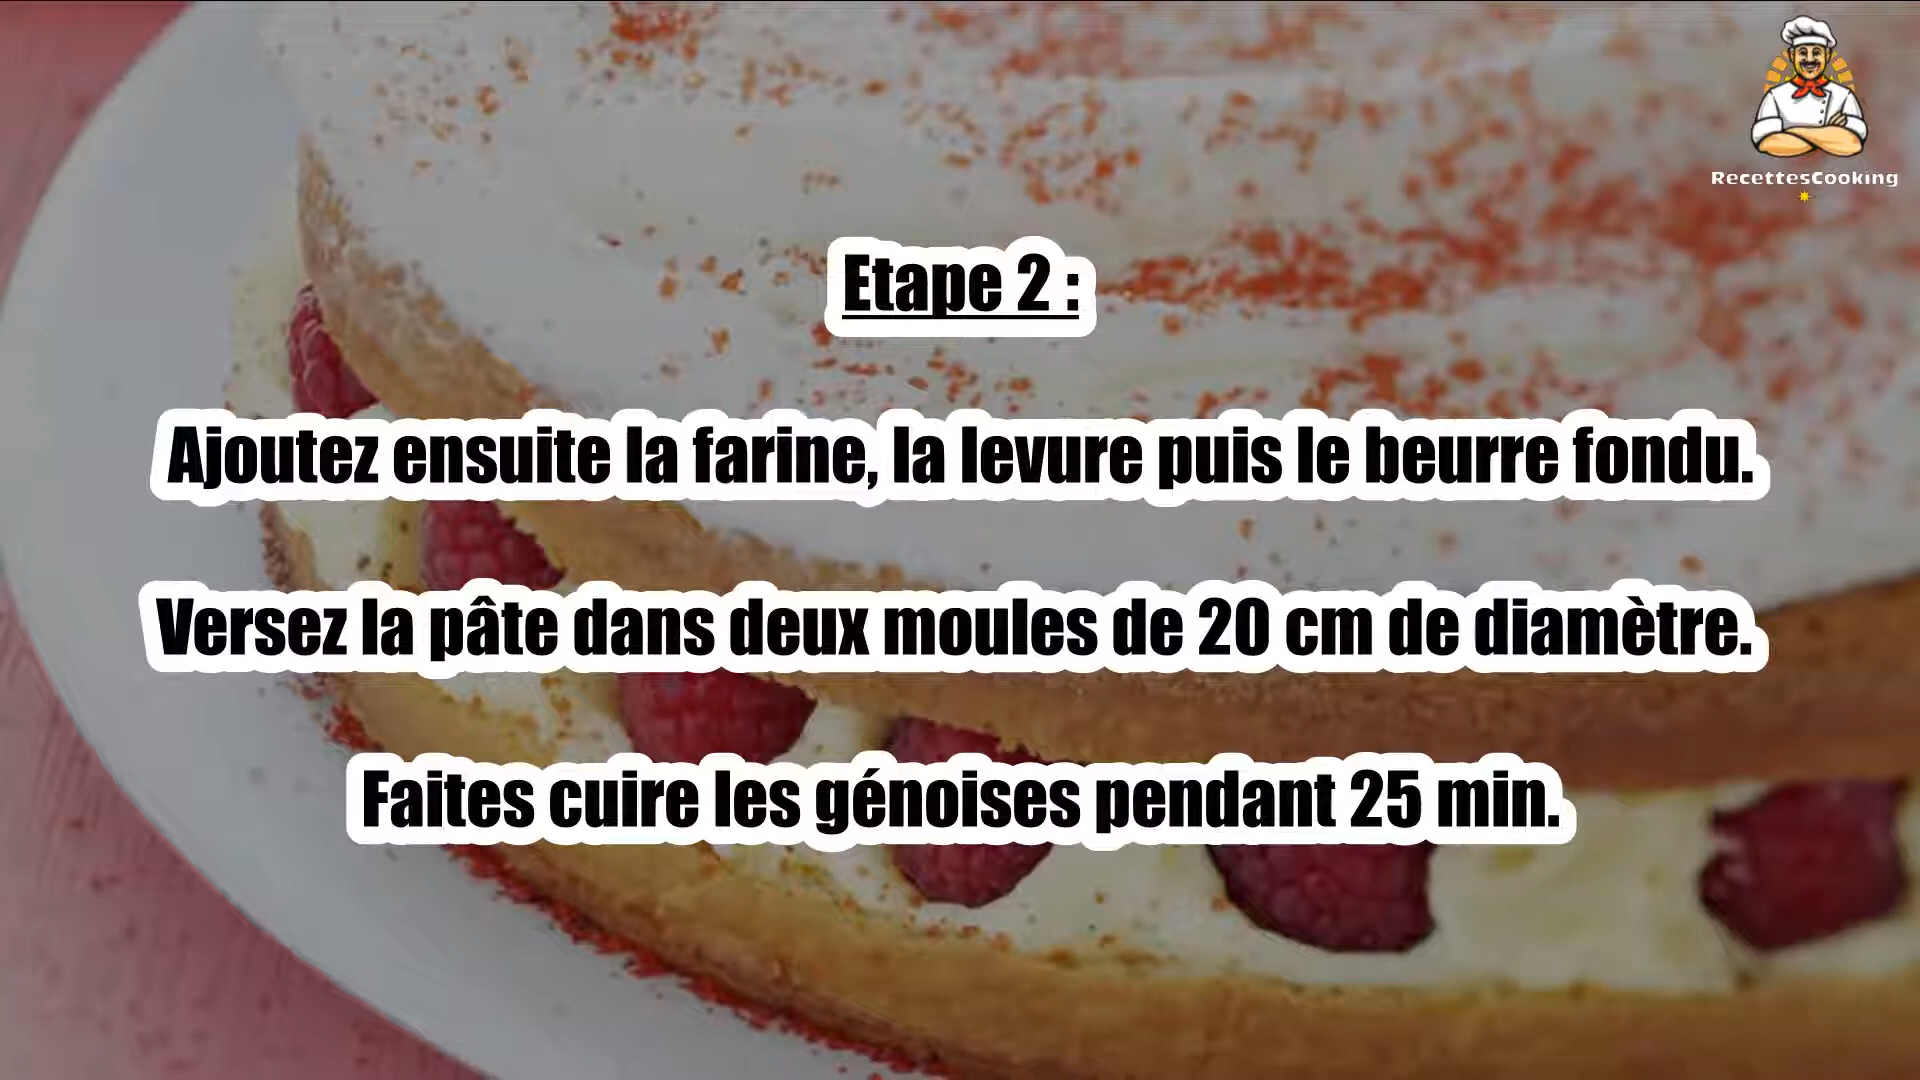 RecettesCooking
Etape 2 :
Ajoutez ensuite la farine, la levure puis le beurre fondu.
Versez la pâte dans deux moules de 20 cm de diamètre.
Faites cuire les génoises pendant 25 min.